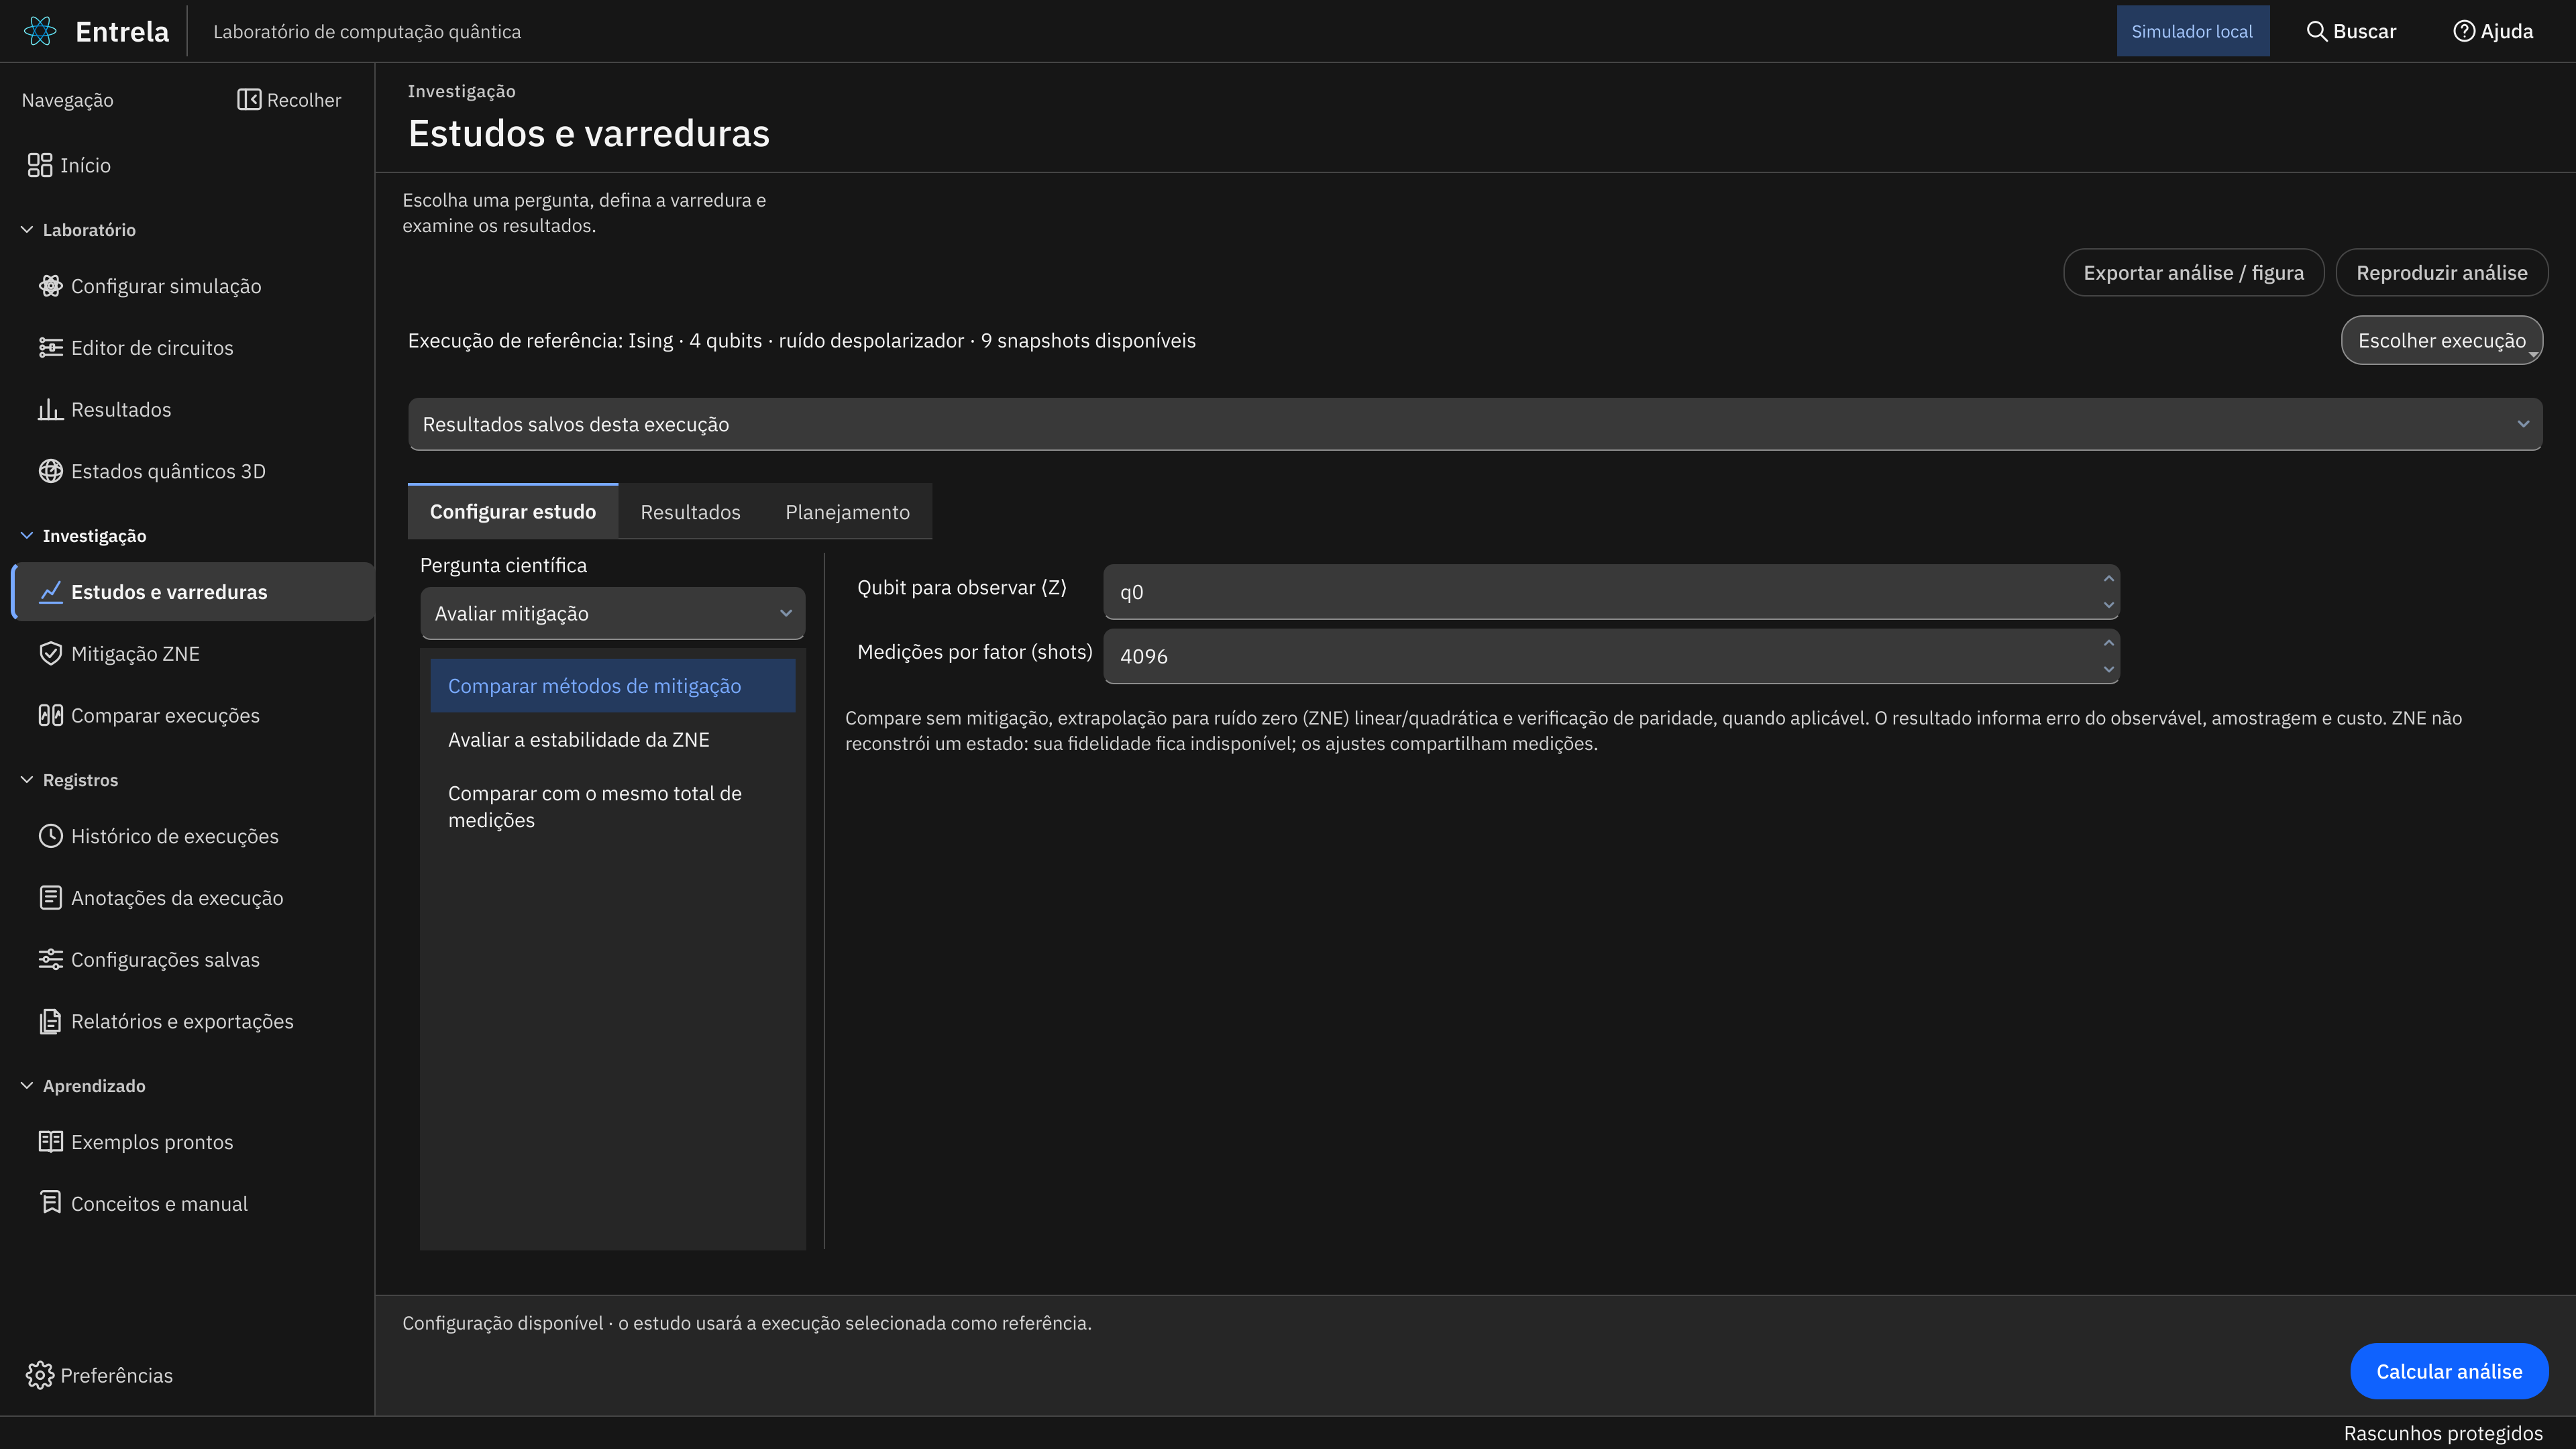 Entrela
Laboratório de computação quântica
Simulador local
Buscar
Ajuda
Navegação
Recolher
Início
Laboratório
Configurar simulação
Editor de circuitos
Resultados
Estados quânticos 3D
Investigação
Estudos e varreduras
Mitigação ZNE
Comparar execuções
Registros
Histórico de execuções
Anotações da execução
Configurações salvas
Relatórios e exportações
Aprendizado
Exemplos prontos
Conceitos e manual
Preferências
Investigação
Estudos e varreduras
Escolha uma pergunta, defina a varredura e
examine os resultados.
Exportar análise / figura
Reproduzir análise
Execução de referência: Ising · 4 qubits · ruído despolarizador · 9 snapshots disponíveis
Escolher execução
Resultados salvos desta execução
Configurar estudo
Resultados
Planejamento
Pergunta científica
Avaliar mitigação
Comparar métodos de mitigação
Avaliar a estabilidade da ZNE
Comparar com o mesmo total de
medições
Qubit para observar ⟨Z⟩
q0
Medições por fator (shots)
4096
Compare sem mitigação, extrapolação para ruído zero (ZNE) linear/quadrática e verificação de paridade, quando aplicável. O resultado informa erro do observável, amostragem e custo. ZNE não
reconstrói um estado: sua fidelidade fica indisponível; os ajustes compartilham medições.
Configuração disponível · o estudo usará a execução selecionada como referência.
Calcular análise
Rascunhos protegidos